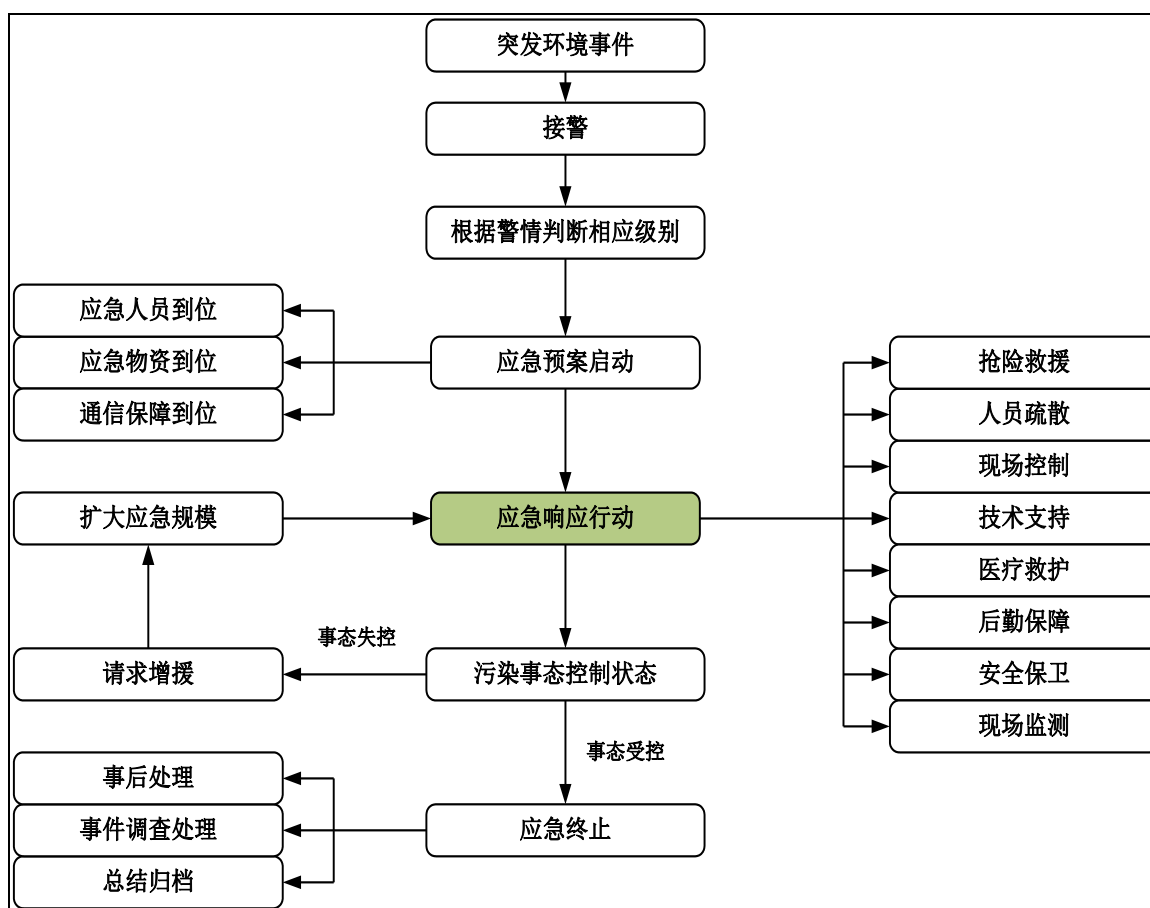 突发环境事件
接警
根据警情判断相应级别
应急人员到位
应急物资到位
通信保障到位
应急预案启动
抢险救援
人员疏散
现场控制
技术支持
医疗救护
后勤保障
安全保卫
现场监测
扩大应急规模
应急响应行动
事态失控
请求增援
污染事态控制状态
事态受控
事后处理
事件调查处理
总结归档
应急终止